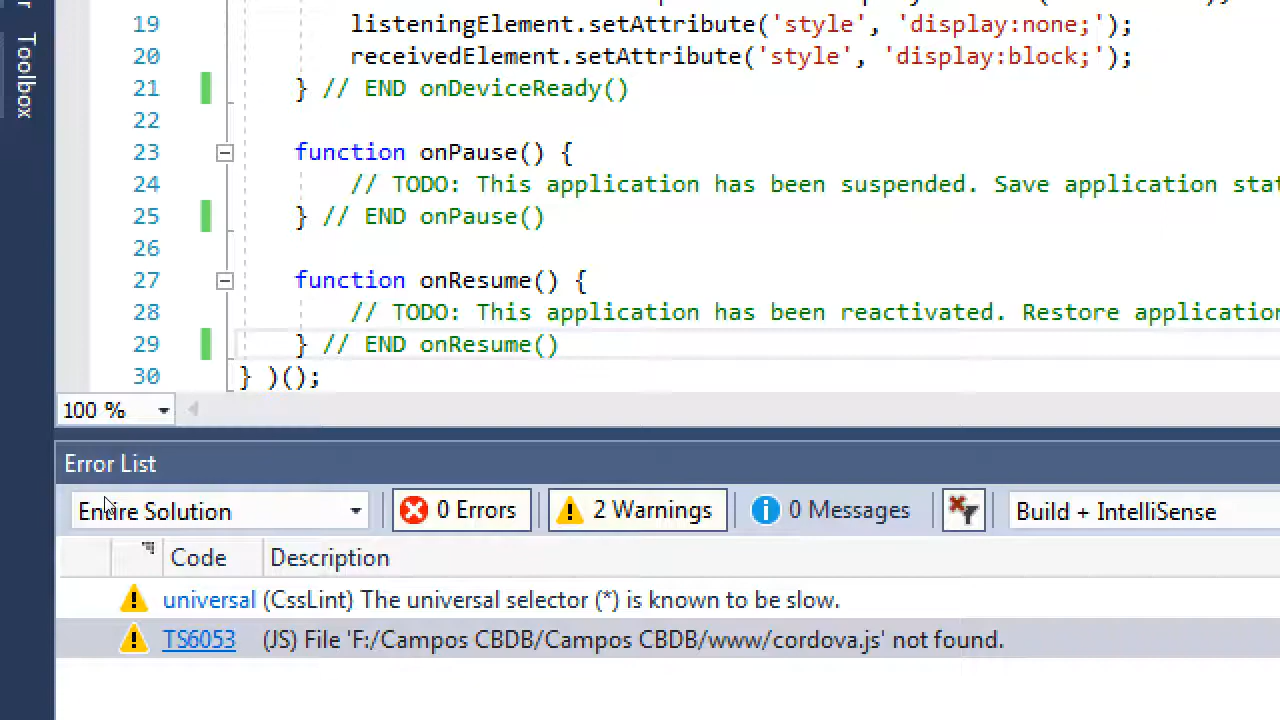 Toolbox
19 listeningElement.setAttribute('style', 'display:none;');
20 receivedElement.setAttribute('style', 'display:block;');
21 } // END onDeviceReady()
22
23 function onPause() {
24 // TODO: This application has been suspended. Save application stat
25 } // END onPause()
26
27 function onResume() {
28 // TODO: This application has been reactivated. Restore application
29 } // END onResume()
30 } )();
100 %
Error List
Entire Solution 0 Errors 2 Warnings 0 Messages Build + IntelliSense
Code Description
universal (CssLint) The universal selector (*) is known to be slow.
TS6053 (JS) File 'F:/Campos CBDB/Campos CBDB/www/cordova.js' not found.